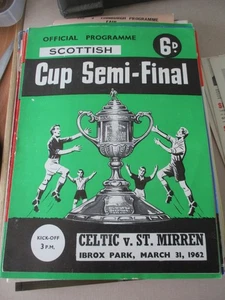 OFFICIAL PROGRAMME
SCOTTISH
6D.
Cup Semi-Final
KICK-OFF
3 P.M.
CELTIC v. ST. MIRREN
IBROX PARK, MARCH 31, 1962